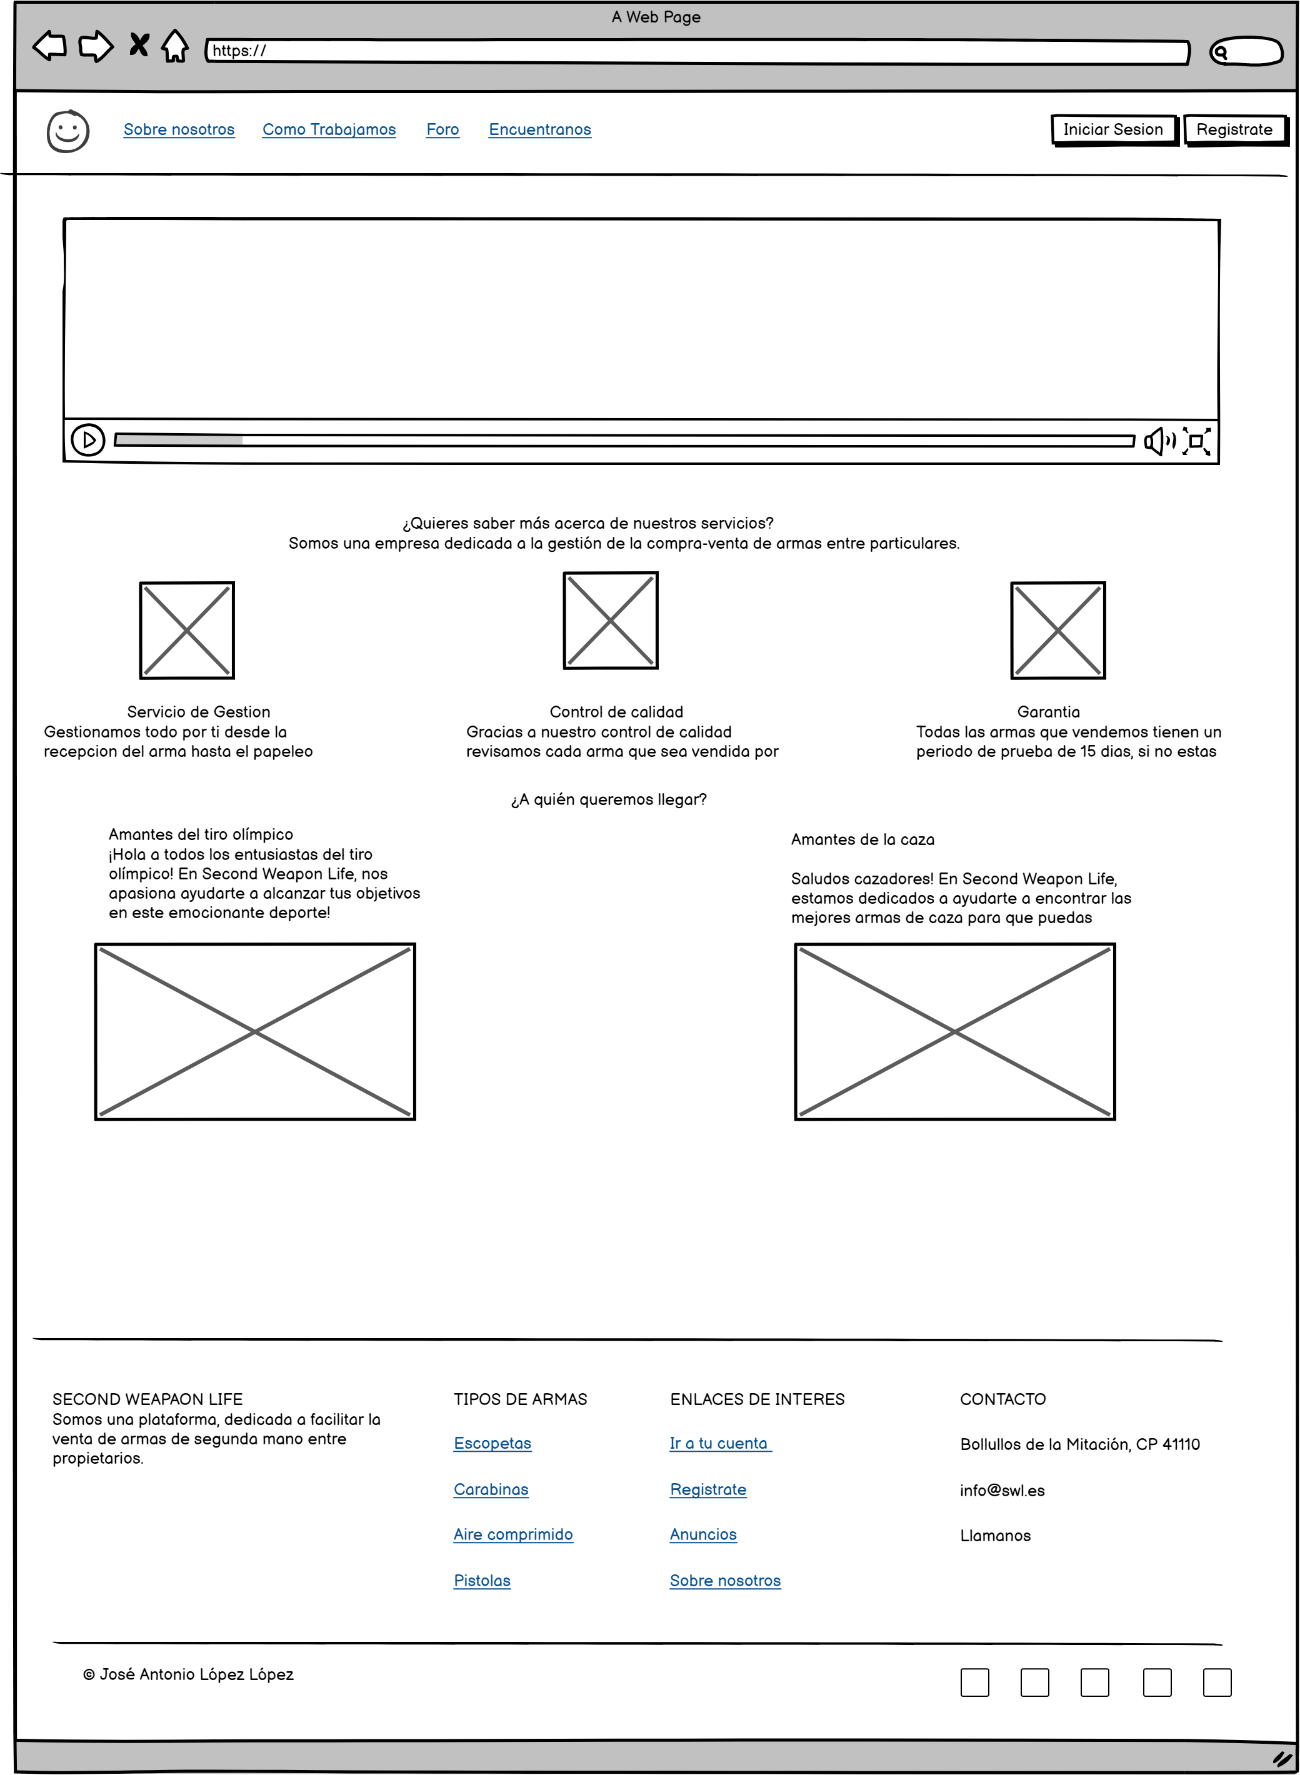 A Web Page
https://
Sobre nosotros
Como Trabajamos
Foro
Encuentranos
Iniciar Sesion
Registrate
¿Quieres saber más acerca de nuestros servicios?
Somos una empresa dedicada a la gestión de la compra-venta de armas entre particulares.
Servicio de Gestion
Gestionamos todo por ti desde la
recepcion del arma hasta el papeleo
Control de calidad
Gracias a nuestro control de calidad
revisamos cada arma que sea vendida por
Garantia
Todas las armas que vendemos tienen un
periodo de prueba de 15 dias, si no estas
¿A quién queremos llegar?
Amantes del tiro olímpico
¡Hola a todos los entusiastas del tiro
olímpico! En Second Weapon Life, nos
apasiona ayudarte a alcanzar tus objetivos
en este emocionante deporte!
Amantes de la caza
Saludos cazadores! En Second Weapon Life,
estamos dedicados a ayudarte a encontrar las
mejores armas de caza para que puedas
SECOND WEAPAON LIFE
Somos una plataforma, dedicada a facilitar la
venta de armas de segunda mano entre
propietarios.
TIPOS DE ARMAS
Escopetas
Carabinas
Aire comprimido
Pistolas
ENLACES DE INTERES
Ir a tu cuenta
Registrate
Anuncios
Sobre nosotros
CONTACTO
Bollullos de la Mitación, CP 41110
info@swl.es
Llamanos
© José Antonio López López